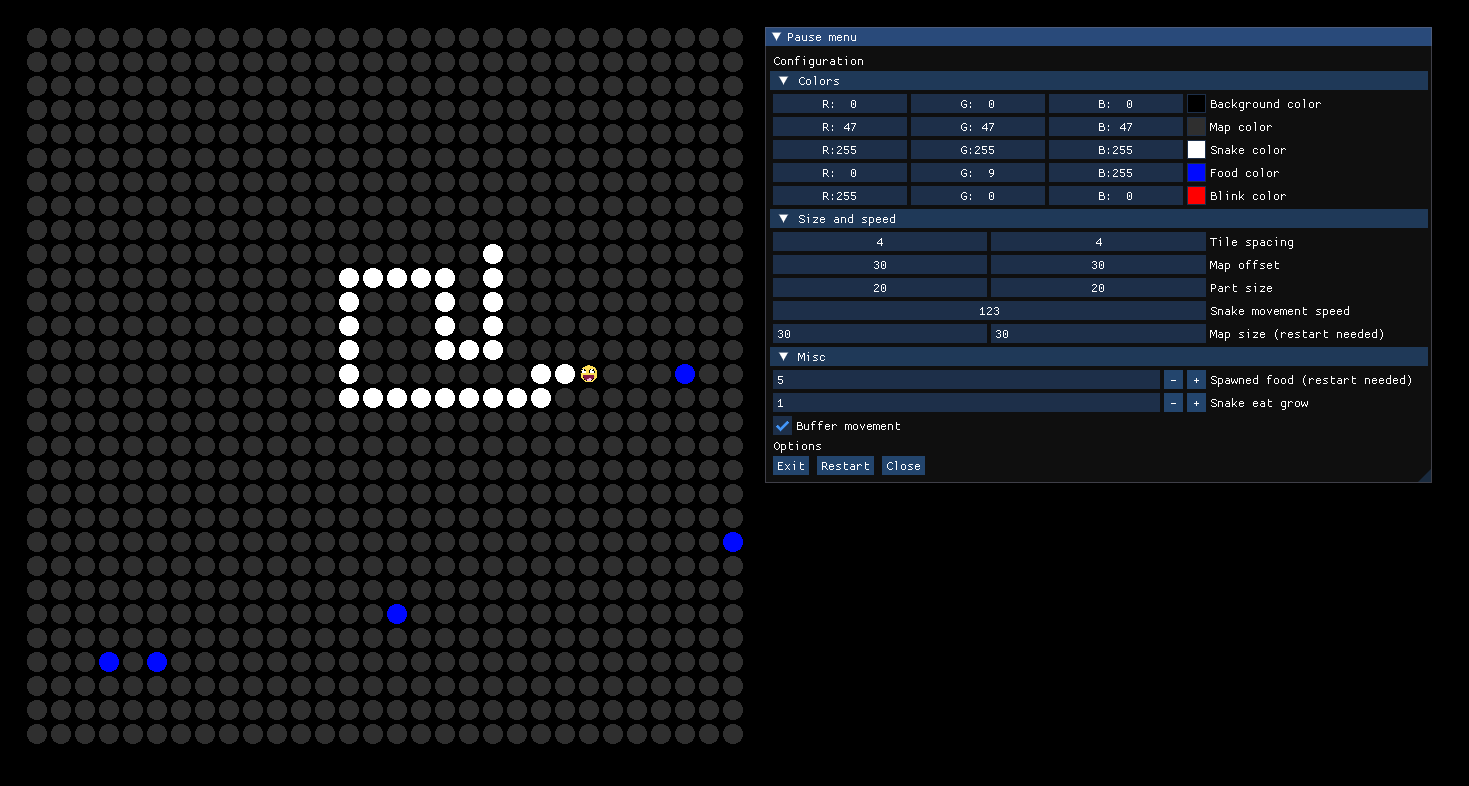 Pause menu
Configuration
Colors
R: 0 G: 0 B: 0 Background color
R: 47 G: 47 B: 47 Map color
R:255 G:255 B:255 Snake color
R: 0 G: 9 B:255 Food color
R:255 G: 0 B: 0 Blink color
Size and speed
4 4 Tile spacing
30 30 Map offset
20 20 Part size
123 Snake movement speed
30 30 Map size (restart needed)
Misc
5 - + Spawned food (restart needed)
1 - + Snake eat grow
Buffer movement
Options
Exit Restart Close